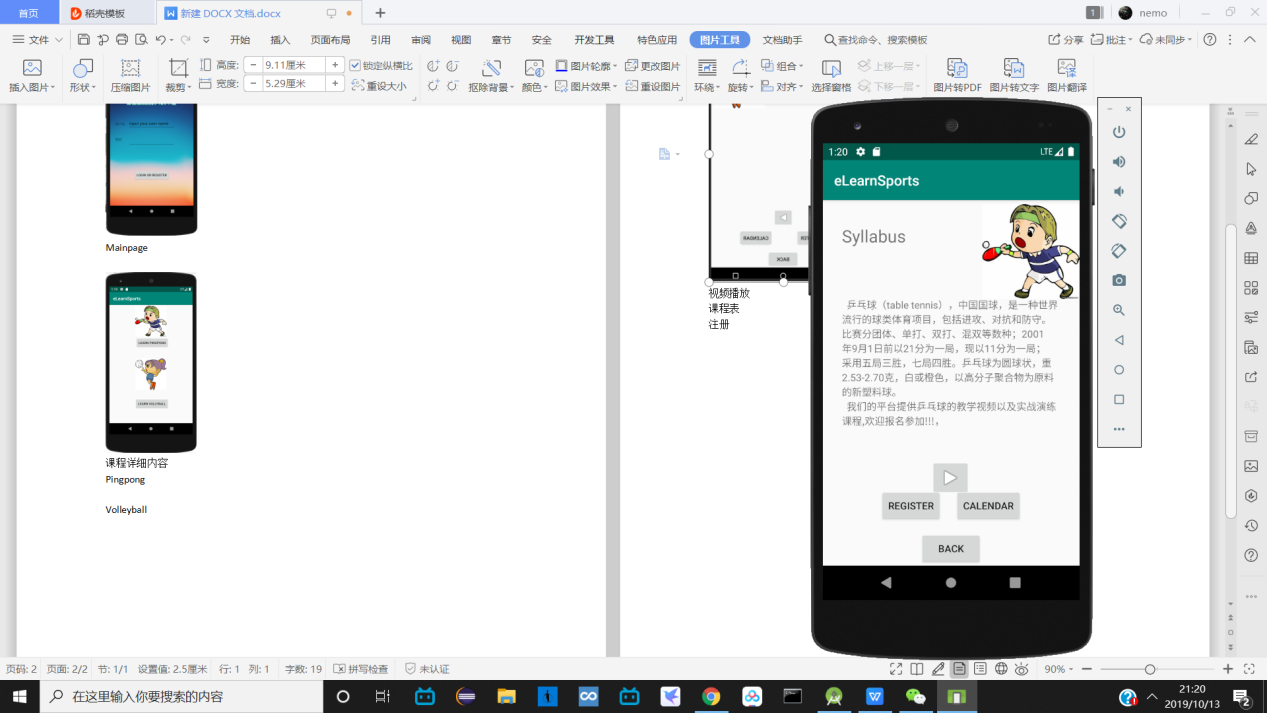 首页
稻壳模板
新建 DOCX 文档.docx
1
nemo
文件
开始
插入
页面布局
引用
审阅
视图
章节
安全
开发工具
特色应用
图片工具
文档助手
查找命令、搜索模板
分享
批注
未同步
插入图片
形状
压缩图片
裁剪
高度:
9.11厘米
宽度:
5.29厘米
锁定纵横比
重设大小
抠除背景
颜色
图片轮廓
图片效果
更改图片
重设图片
环绕
旋转
组合
对齐
选择窗格
上移一层
下移一层
图片转PDF
图片转文字
图片翻译
LOGIN OR REGISTER
Mainpage
eLearnSports
LEARN PINGPONG
LEARN VOLLEYBALL
课程详细内容
Pingpong
Volleyball
CALENDAR
BACK
视频播放
课程表
注册
1:20
LTE
eLearnSports
Syllabus
乒乓球（table tennis），中国国球，是一种世界
流行的球类体育项目，包括进攻、对抗和防守。
比赛分团体、单打、双打、混双等数种；2001
年9月1日前以21分为一局，现以11分为一局；
采用五局三胜，七局四胜。乒乓球为圆球状，重
2.53-2.70克，白或橙色，以高分子聚合物为原料
的新塑料球。
我们的平台提供乒乓球的教学视频以及实战演练
课程,欢迎报名参加!!!，
REGISTER
CALENDAR
BACK
页码: 2
页面: 2/2
节: 1/1
设置值: 2.5厘米
行: 1
列: 1
字数: 19
拼写检查
未认证
90%
在这里输入你要搜索的内容
21:20
2019/10/13
2